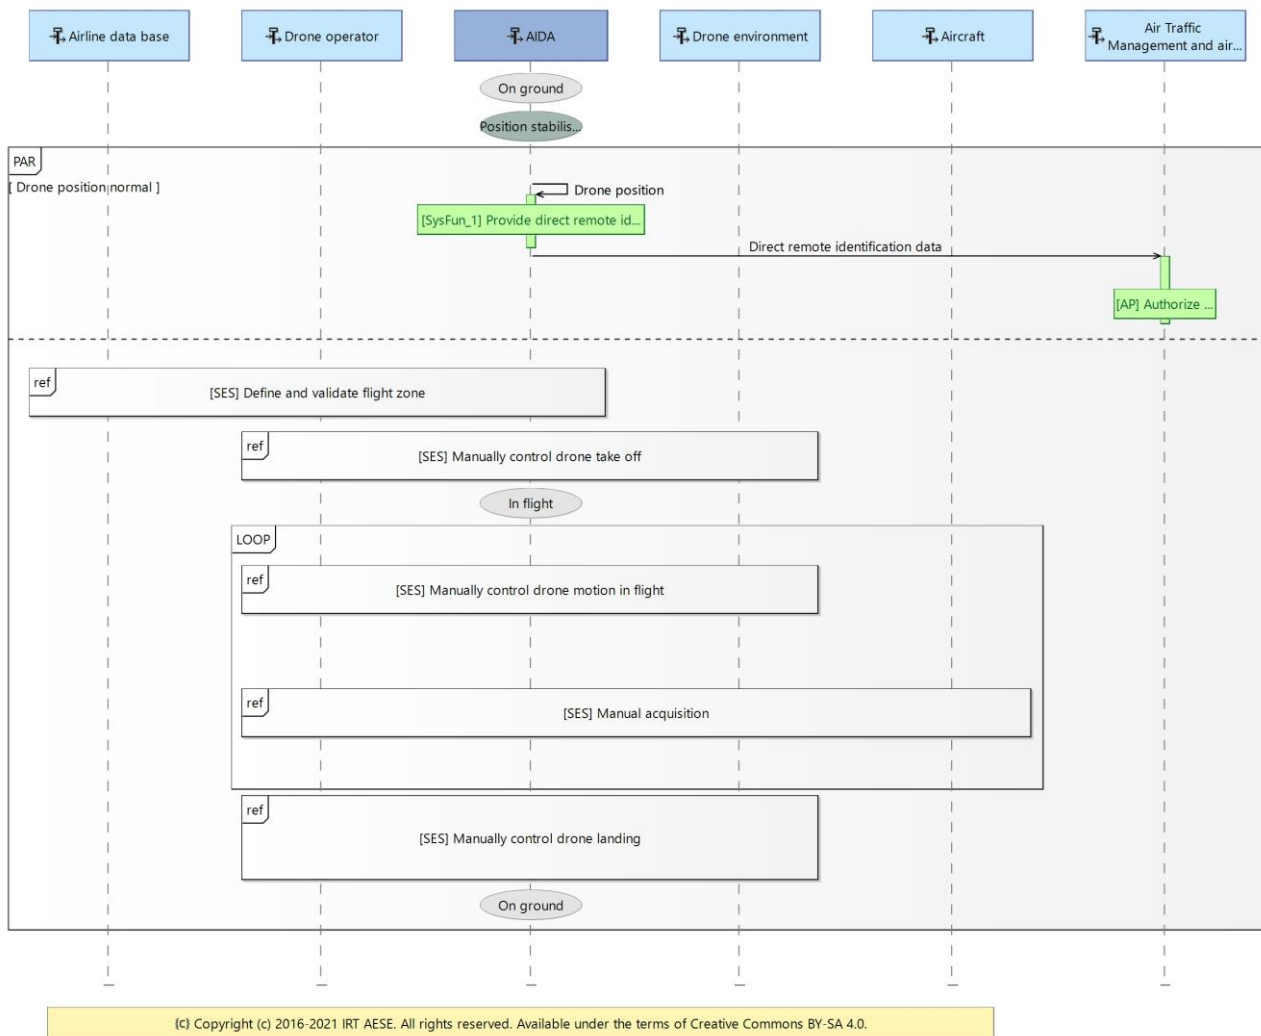 Airline data base
Drone operator
AIDA
Drone environment
Aircraft
Air Traffic
Management and air...
On ground
Position stabilis...
PAR
[ Drone position normal ]
Drone position
[SysFun_1] Provide direct remote id...
Direct remote identification data
[AP] Authorize ...
ref
[SES] Define and validate flight zone
ref
[SES] Manually control drone take off
In flight
LOOP
ref
[SES] Manually control drone motion in flight
ref
[SES] Manual acquisition
ref
[SES] Manually control drone landing
On ground
(c) Copyright (c) 2016-2021 IRT AESE. All rights reserved. Available under the terms of Creative Commons BY-SA 4.0.